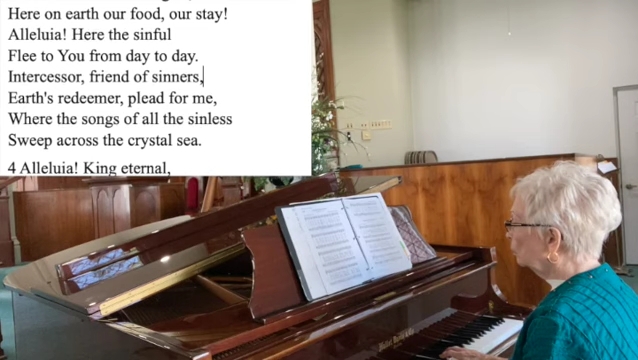 Here on earth our food, our stay!
Alleluia! Here the sinful
Flee to You from day to day.
Intercessor, friend of sinners,
Earth's redeemer, plead for me,
Where the songs of all the sinless
Sweep across the crystal sea.
4 Alleluia! King eternal,